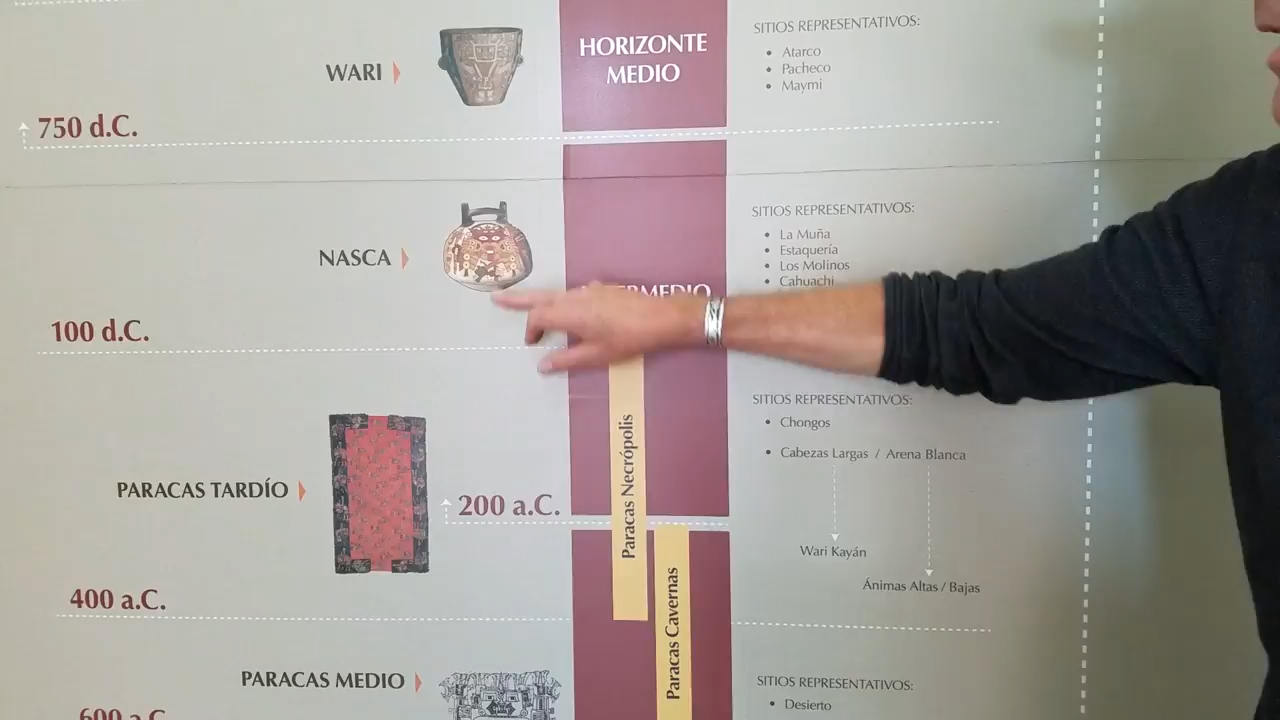 HORIZONTE
MEDIO
WARI
SITIOS REPRESENTATIVOS:
• Atarco
• Pacheco
• Maymi
750 d.C.
NASCA
SITIOS REPRESENTATIVOS:
• La Muña
• Estaquería
• Los Molinos
• Cahuachi
100 d.C.
SITIOS REPRESENTATIVOS:
• Chongos
• Cabezas Largas / Arena Blanca
Paracas Necrópolis
PARACAS TARDÍO
200 a.C.
Wari Kayán
Ánimas Altas / Bajas
400 a.C.
Paracas Cavernas
PARACAS MEDIO
SITIOS REPRESENTATIVOS:
• Desierto
600 a.C.